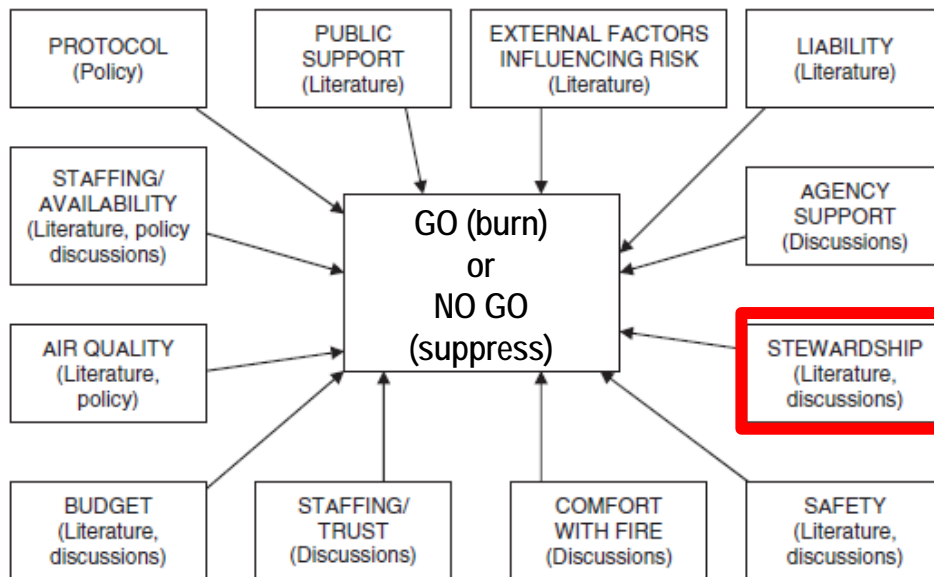 PROTOCOL
(Policy)
PUBLIC
SUPPORT
(Literature)
EXTERNAL FACTORS
INFLUENCING RISK
(Literature)
LIABILITY
(Literature)
STAFFING/
AVAILABILITY
(Literature, policy
discussions)
GO (burn)
or
NO GO
(suppress)
AGENCY
SUPPORT
(Discussions)
AIR QUALITY
(Literature,
policy)
STEWARDSHIP
(Literature,
discussions)
BUDGET
(Literature,
discussions)
STAFFING/
TRUST
(Discussions)
COMFORT
WITH FIRE
(Discussions)
SAFETY
(Literature,
discussions)